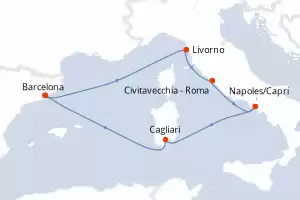 Livorno
Barcelona
Civitavecchia - Roma
Napoles/Capri
Cagliari